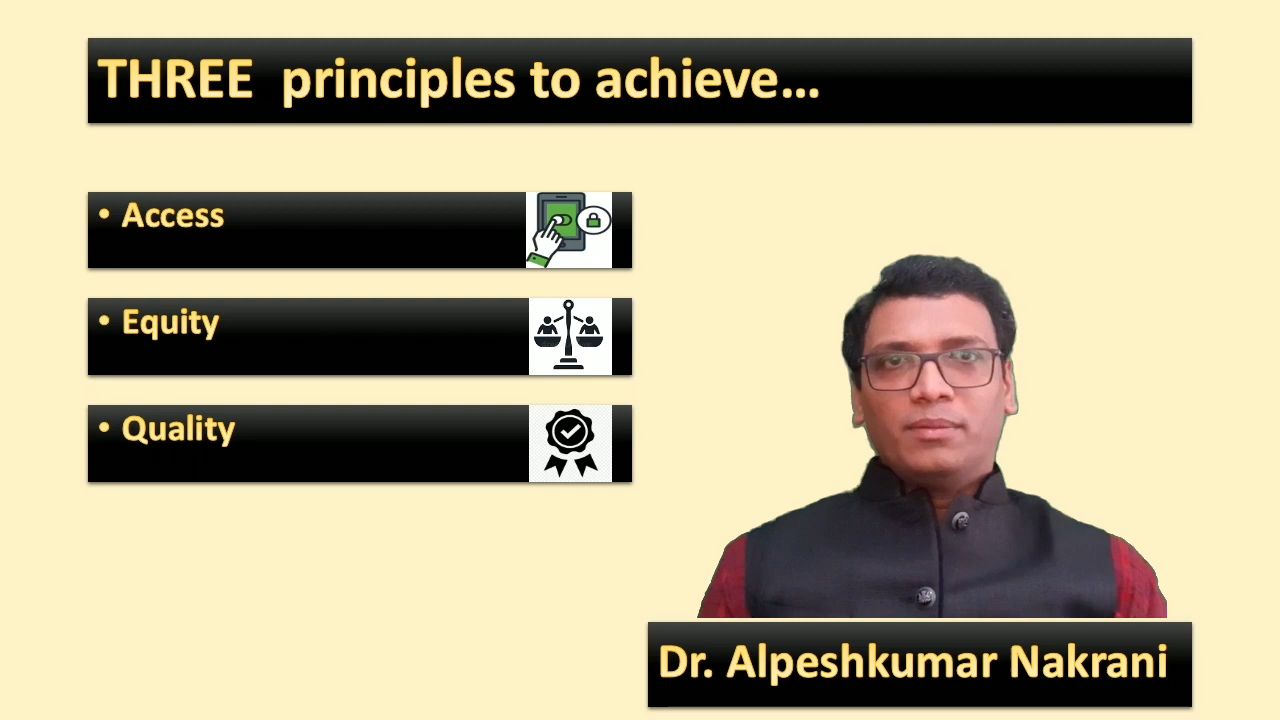 THREE  principles to achieve…
• Access
• Equity
• Quality
Dr. Alpeshkumar Nakrani